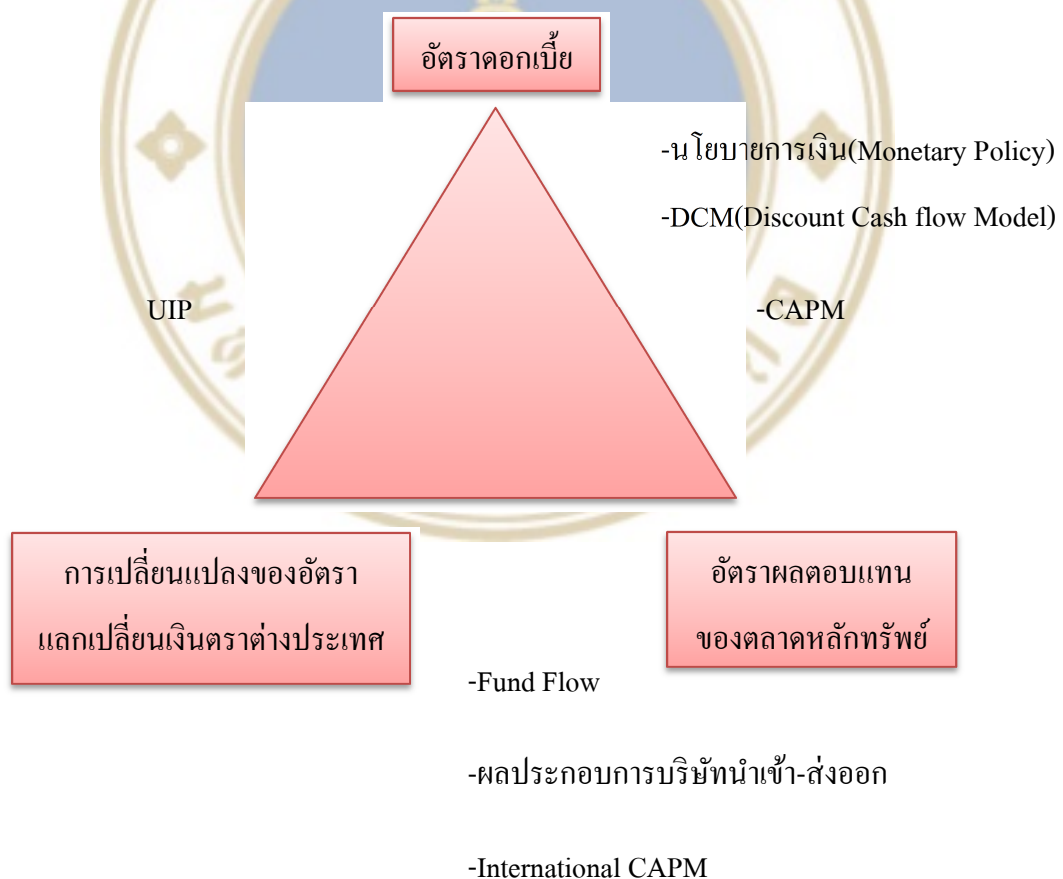 อัตราดอกเบี้ย
-นโยบายการเงิน(Monetary Policy)
-DCM(Discount Cash flow Model)
UIP
-CAPM
การเปลี่ยนแปลงของอัตรา
แลกเปลี่ยนเงินตราต่างประเทศ
อัตราผลตอบแทน
ของตลาดหลักทรัพย์
-Fund Flow
-ผลประกอบการบริษัทนำเข้า-ส่งออก
-International CAPM